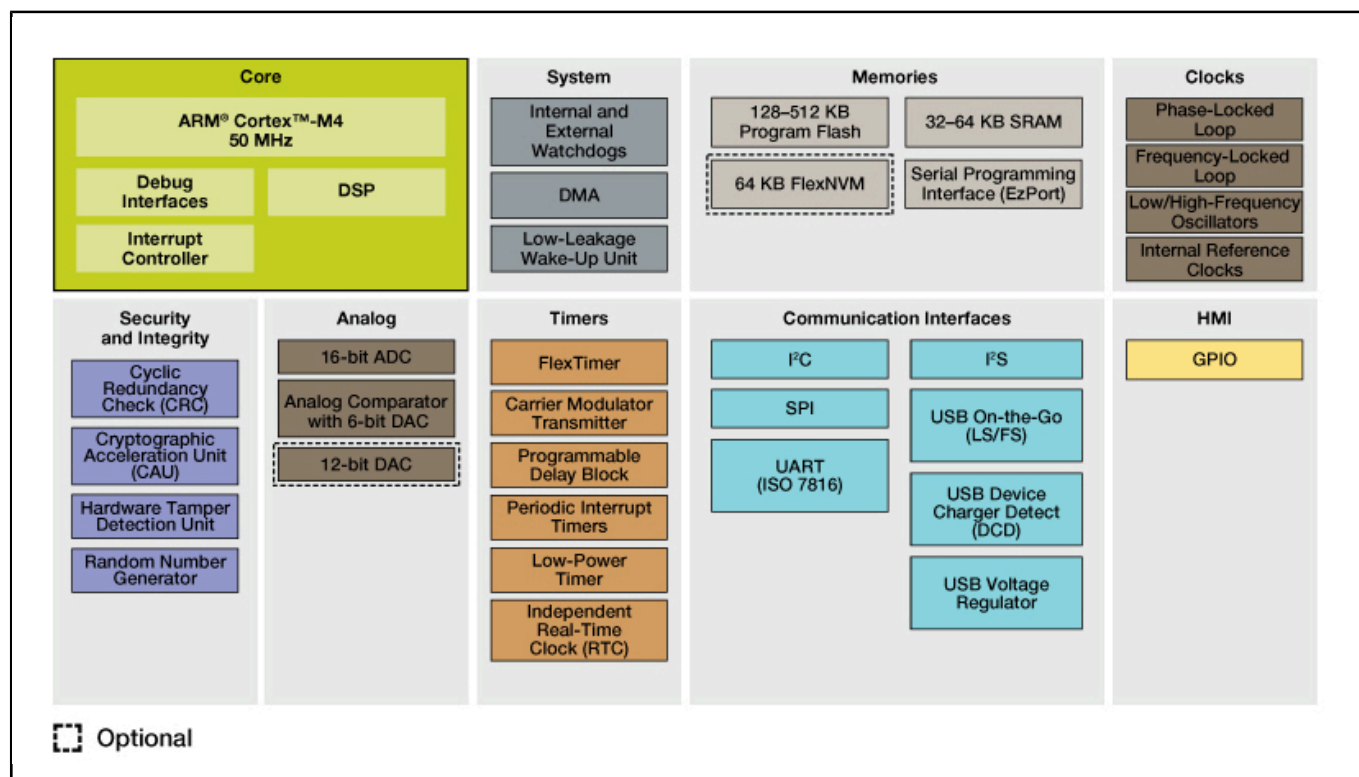 Core
ARM® Cortex™-M4
50 MHz
Debug
Interfaces
DSP
Interrupt
Controller
System
Internal and
External
Watchdogs
DMA
Low-Leakage
Wake-Up Unit
Memories
128–512 KB
Program Flash
32–64 KB SRAM
64 KB FlexNVM
Serial Programming
Interface (EzPort)
Clocks
Phase-Locked
Loop
Frequency-Locked
Loop
Low/High-Frequency
Oscillators
Internal Reference
Clocks
Security
and Integrity
Cyclic
Redundancy
Check (CRC)
Cryptographic
Acceleration Unit
(CAU)
Hardware Tamper
Detection Unit
Random Number
Generator
Analog
16-bit ADC
Analog Comparator
with 6-bit DAC
12-bit DAC
Timers
FlexTimer
Carrier Modulator
Transmitter
Programmable
Delay Block
Periodic Interrupt
Timers
Low-Power
Timer
Independent
Real-Time
Clock (RTC)
Communication Interfaces
I²C
SPI
UART
(ISO 7816)
I²S
USB On-the-Go
(LS/FS)
USB Device
Charger Detect
(DCD)
USB Voltage
Regulator
HMI
GPIO
Optional